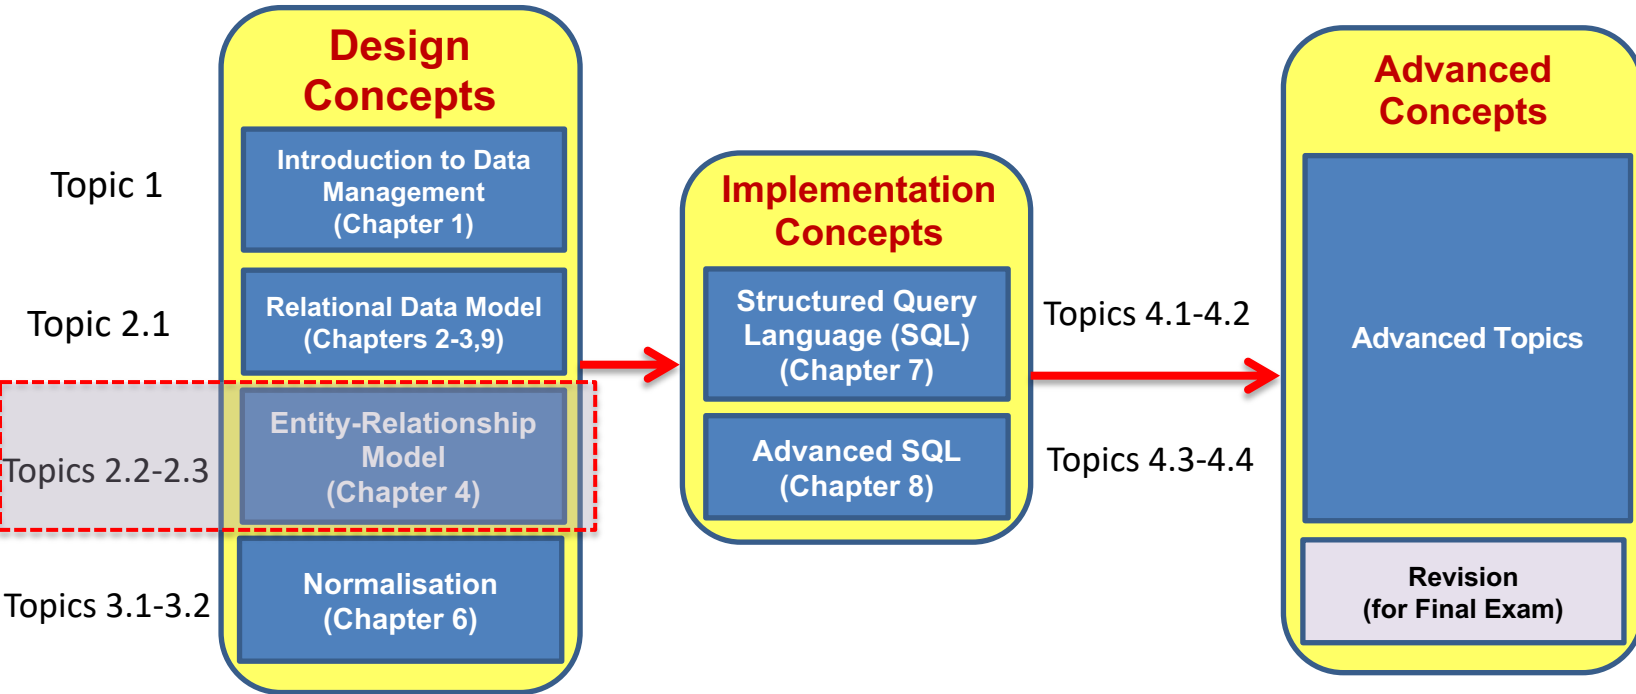 Design
Concepts
Topic 1
Introduction to Data
Management
(Chapter 1)
Topic 2.1
Relational Data Model
(Chapters 2-3,9)
Topics 2.2-2.3
Entity-Relationship
Model
(Chapter 4)
Topics 3.1-3.2
Normalisation
(Chapter 6)
Implementation
Concepts
Structured Query
Language (SQL)
(Chapter 7)
Topics 4.1-4.2
Advanced SQL
(Chapter 8)
Topics 4.3-4.4
Advanced
Concepts
Advanced Topics
Revision
(for Final Exam)